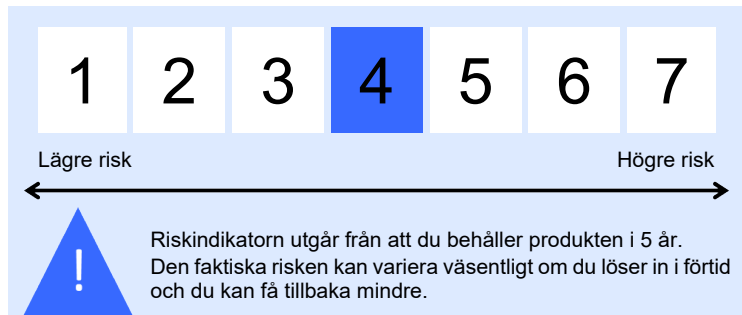 1 2 3 4 5 6 7
Lägre risk Högre risk
!
Riskindikatorn utgår från att du behåller produkten i 5 år.
Den faktiska risken kan variera väsentligt om du löser in i förtid
och du kan få tillbaka mindre.